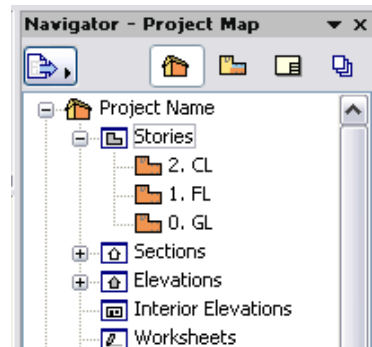 Navigator - Project Map
Project Name
Stories
2. CL
1. FL
0. GL
Sections
Elevations
Interior Elevations
Worksheets